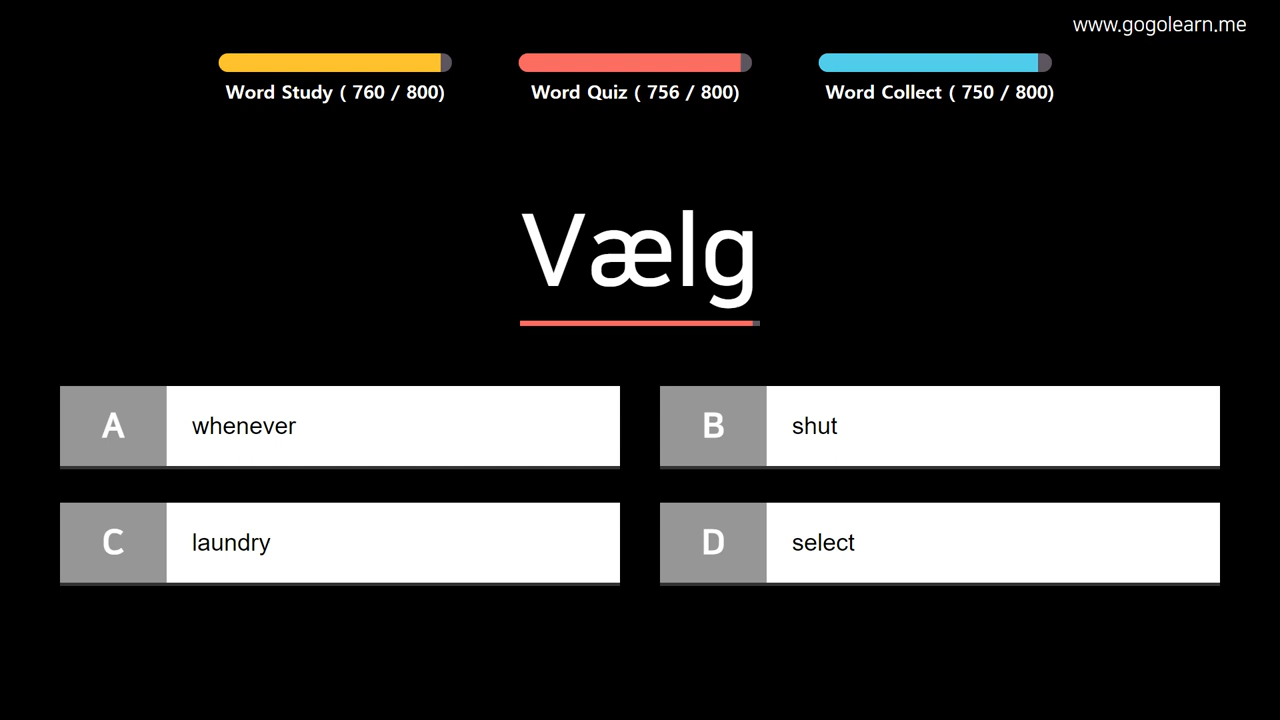 www.gogolearn.me
Word Study ( 760 / 800)
Word Quiz ( 756 / 800)
Word Collect ( 750 / 800)
Vælg
A whenever
B shut
C laundry
D select